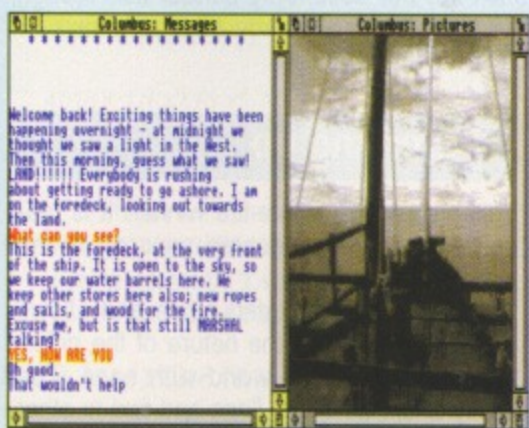 Columbus: Messages
Columbus: Pictures
Welcome back! Exciting things have been
happening overnight - at midnight we
thought we saw a light in the West.
Then this morning, guess what we saw!
LAND!!!!!! Everybody is rushing
about getting ready to go ashore. I am
on the foredeck, looking out towards
the land.
What can you see?
This is the foredeck, at the very front
of the ship. It is open to the sky, so
we keep our water barrels here. We
keep other stores here also; new ropes
and sails, and wood for the fire.
Excuse me, but is that still MARSHAL
talking?
YES, HOW ARE YOU
Oh good.
That wouldn't help